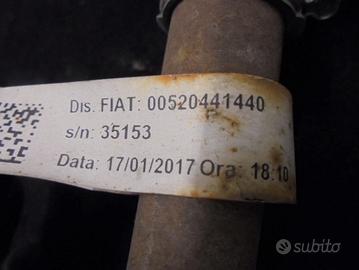 Dis. FIAT: 00520441440
s/n: 35153
Data: 17/01/2017 Ora: 18:10
subito